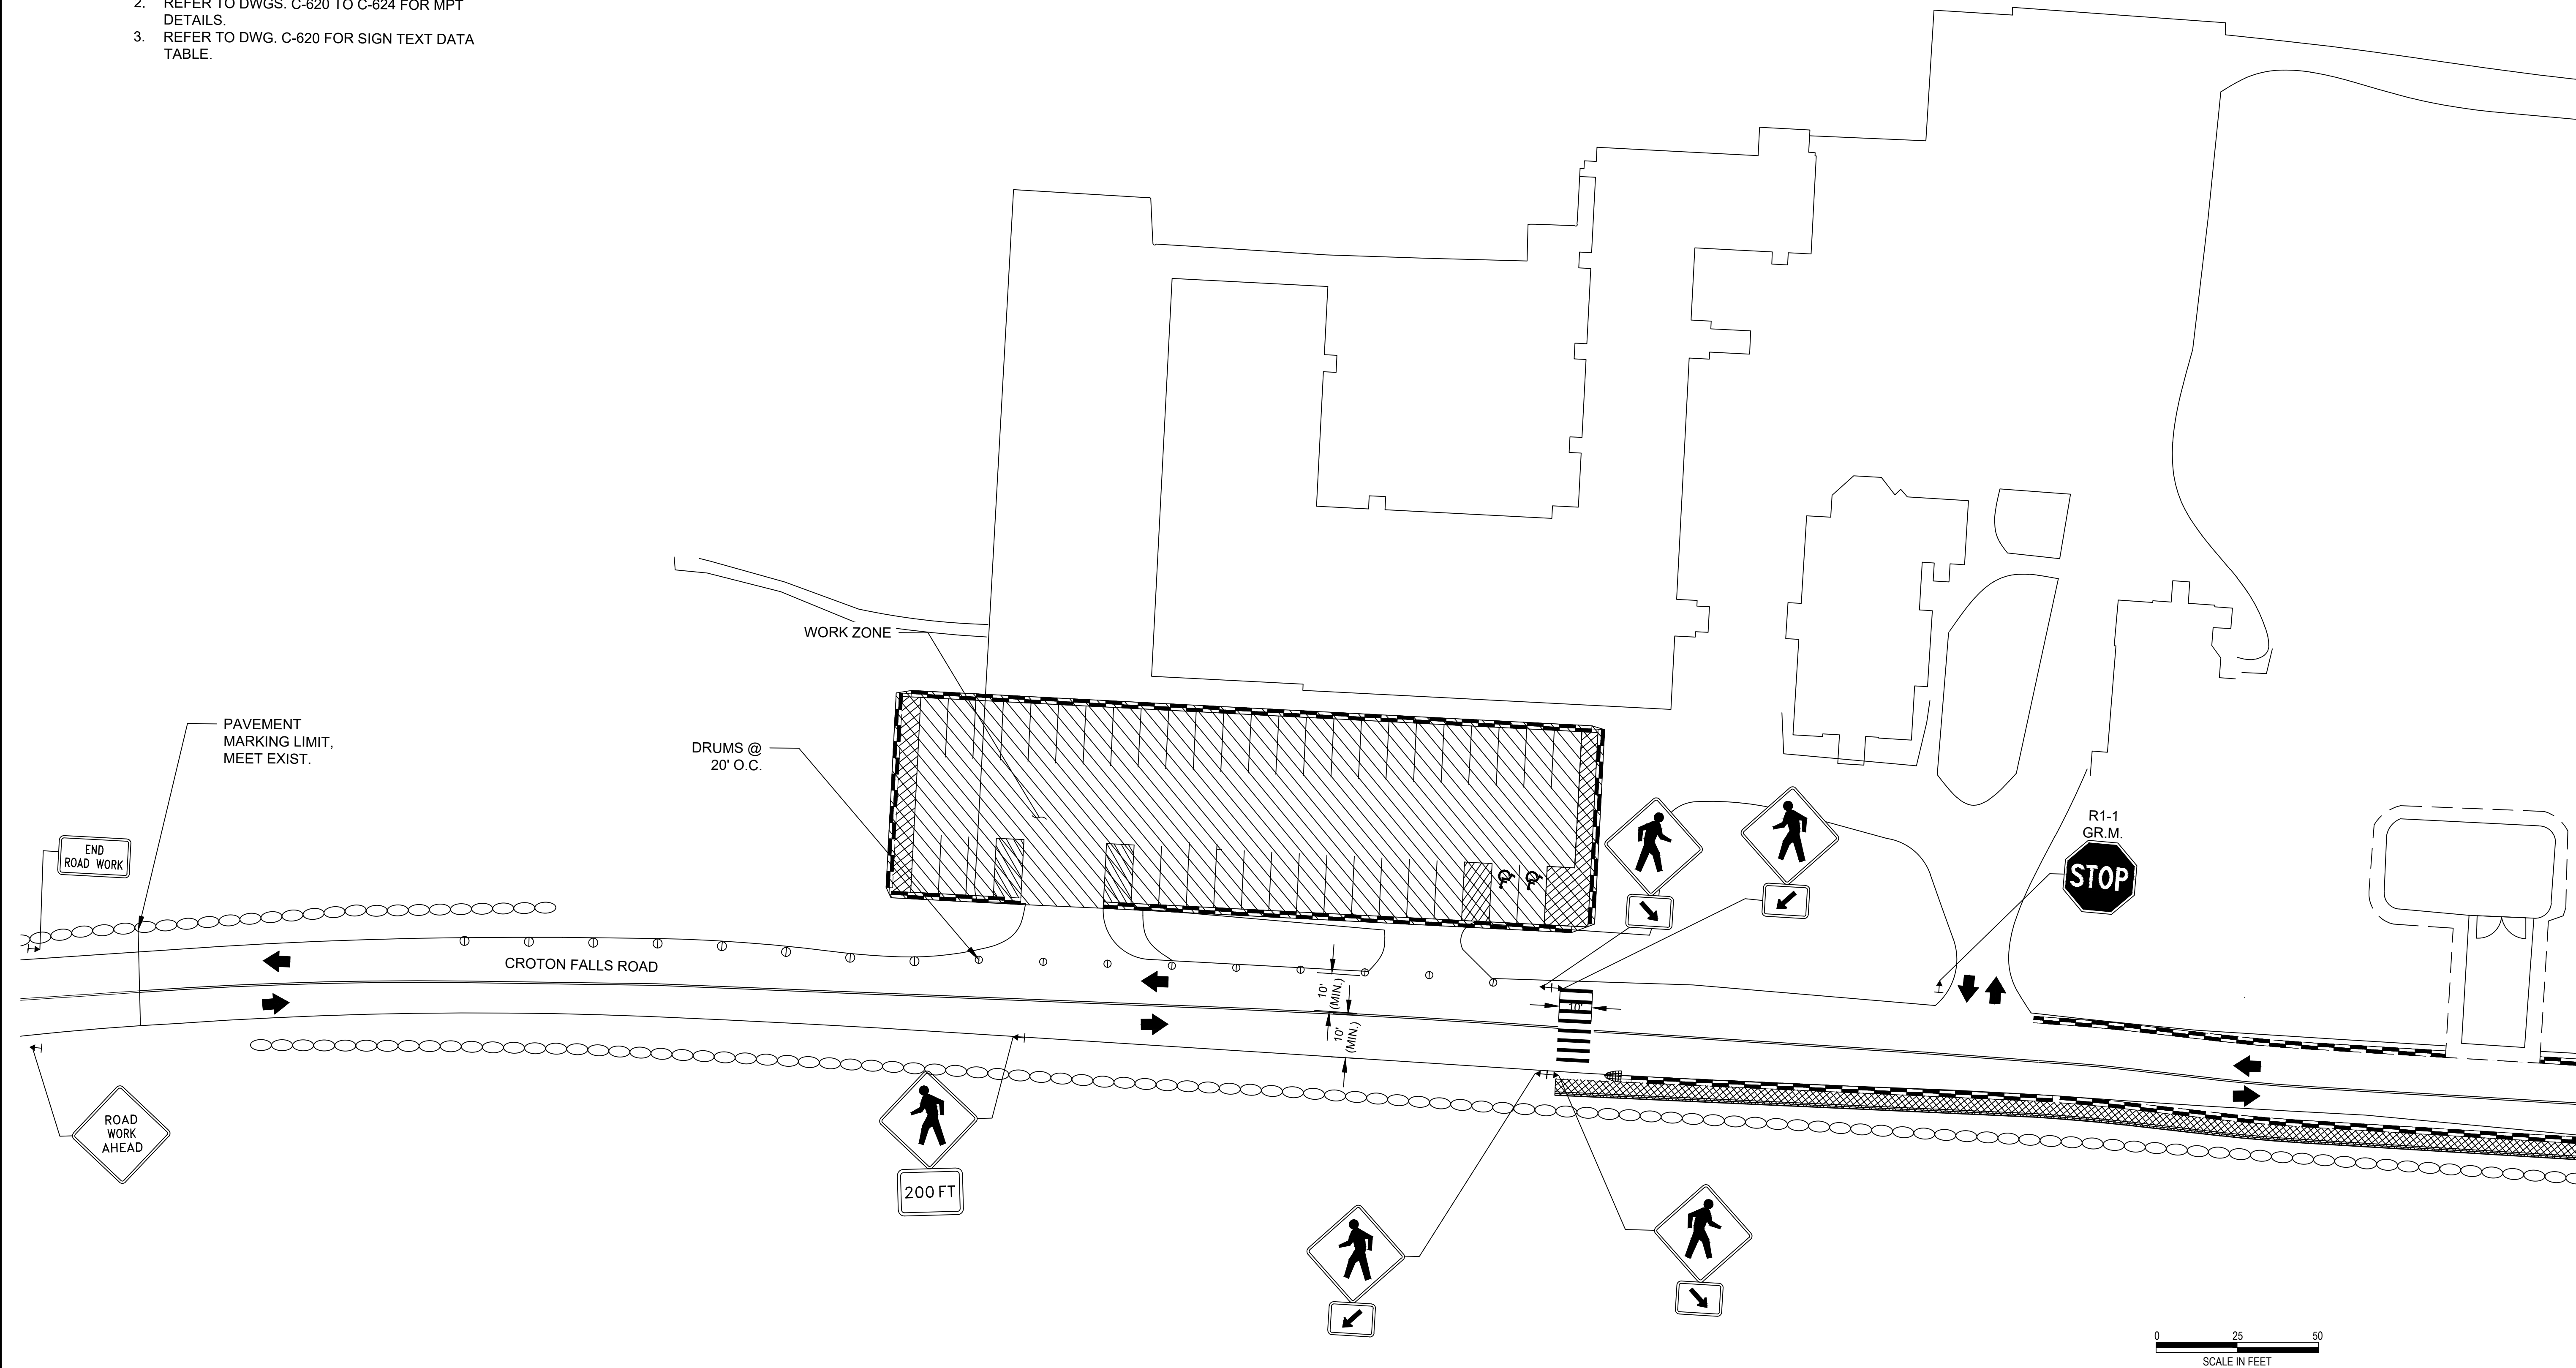 2. REFER TO DWGS. C-620 TO C-624 FOR MPT
DETAILS.
3. REFER TO DWG. C-620 FOR SIGN TEXT DATA
TABLE.
WORK ZONE
PAVEMENT
MARKING LIMIT,
MEET EXIST.
DRUMS @
20' O.C.
END
ROAD WORK
CROTON FALLS ROAD
R1-1
GR.M.
STOP
10'
(MIN.)
10'
(MIN.)
10'
ROAD
WORK
AHEAD
200 FT
0 25 50
SCALE IN FEET